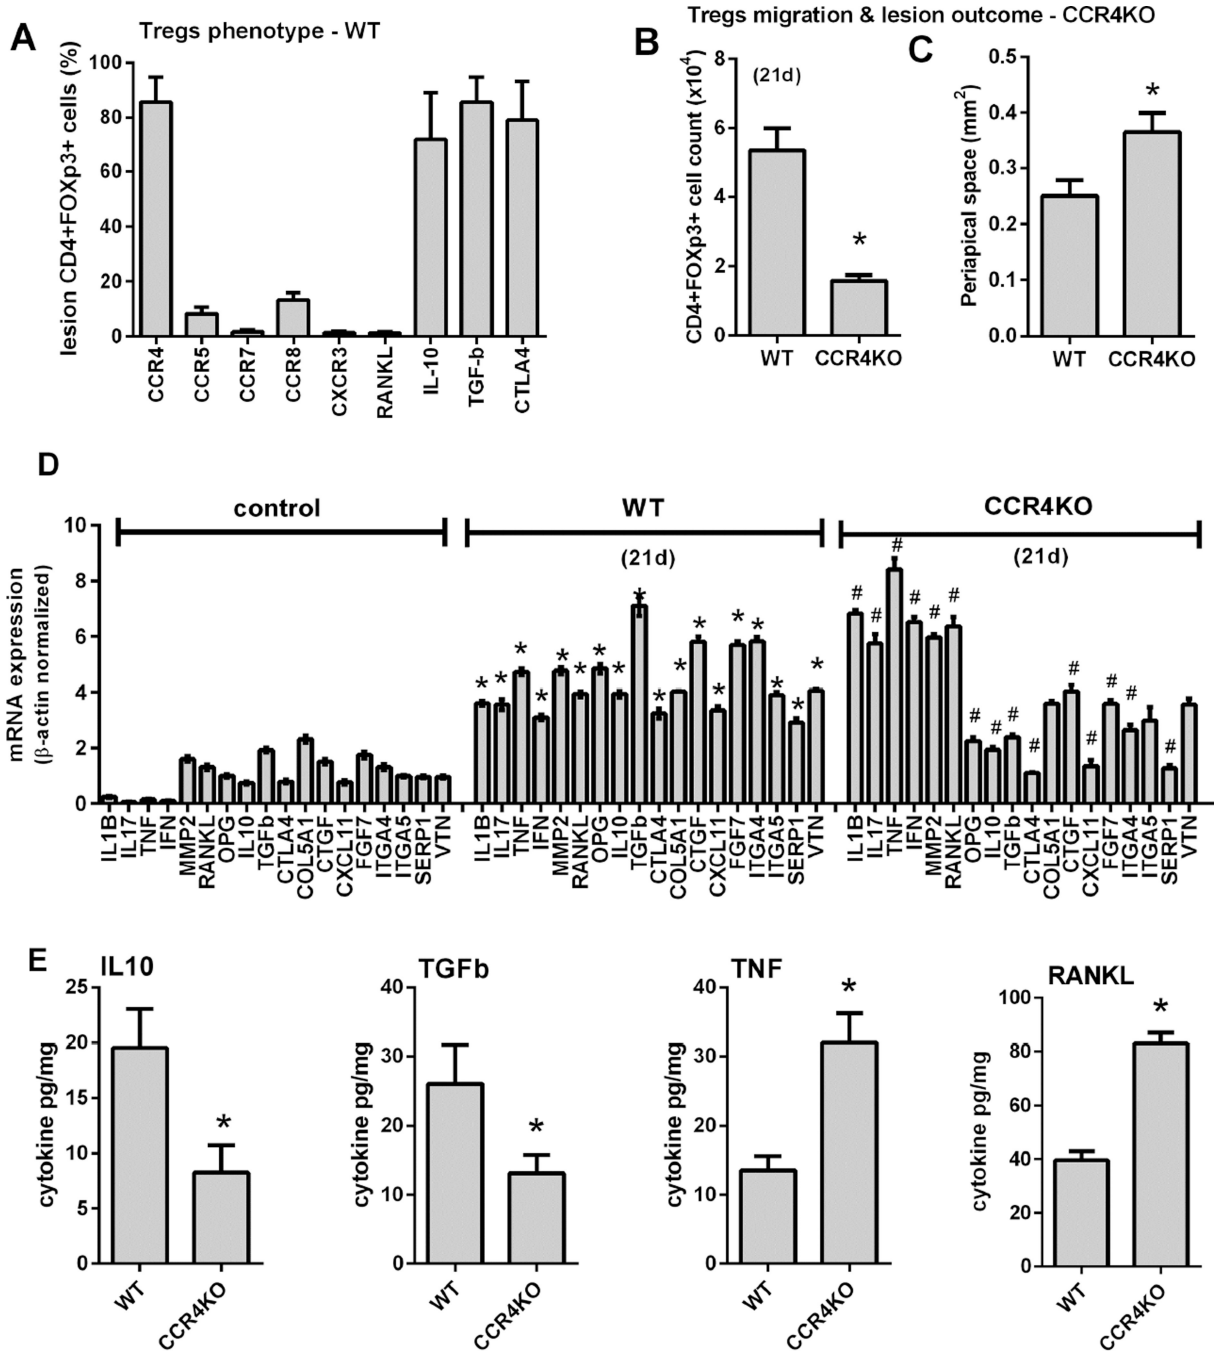 A
Tregs phenotype - WT
lesion CD4+FOXp3+ cells (%)
100
80
60
40
20
0
CCR4
CCR5
CCR7
CCR8
CXCR3
RANKL
IL-10
TGF-b
CTLA4
Tregs migration & lesion outcome - CCR4KO
B
CD4+FOXp3+ cell count (x10⁴)
8
6
4
2
0
(21d)
*
WT
CCR4KO
C
Periapical space (mm²)
0.5
0.4
0.3
0.2
0.1
0.0
*
WT
CCR4KO
D
control
WT
CCR4KO
(21d)
(21d)
mRNA expression
(β-actin normalized)
10
8
6
4
2
0
* * * * * * * * * * * * * * * * * *
# # # # # # # # # # # # # # #
IL1B
IL17
TNF
IFN
MMP2
RANKL
OPG
IL10
TGFb
CTLA4
COL5A1
CTGF
CXCL11
FGF7
ITGA4
ITGA5
SERP1
VTN
IL1B
IL17
TNF
IFN
MMP2
RANKL
OPG
IL10
TGFb
CTLA4
COL5A1
CTGF
CXCL11
FGF7
ITGA4
ITGA5
SERP1
VTN
IL1B
IL17
TNF
IFN
MMP2
RANKL
OPG
IL10
TGFb
CTLA4
COL5A1
CTGF
CXCL11
FGF7
ITGA4
ITGA5
SERP1
VTN
E
IL10
cytokine pg/mg
25
20
15
10
5
0
*
WT
CCR4KO
TGFb
cytokine pg/mg
40
30
20
10
0
*
WT
CCR4KO
TNF
cytokine pg/mg
40
30
20
10
0
*
WT
CCR4KO
RANKL
cytokine pg/mg
100
80
60
40
20
0
*
WT
CCR4KO